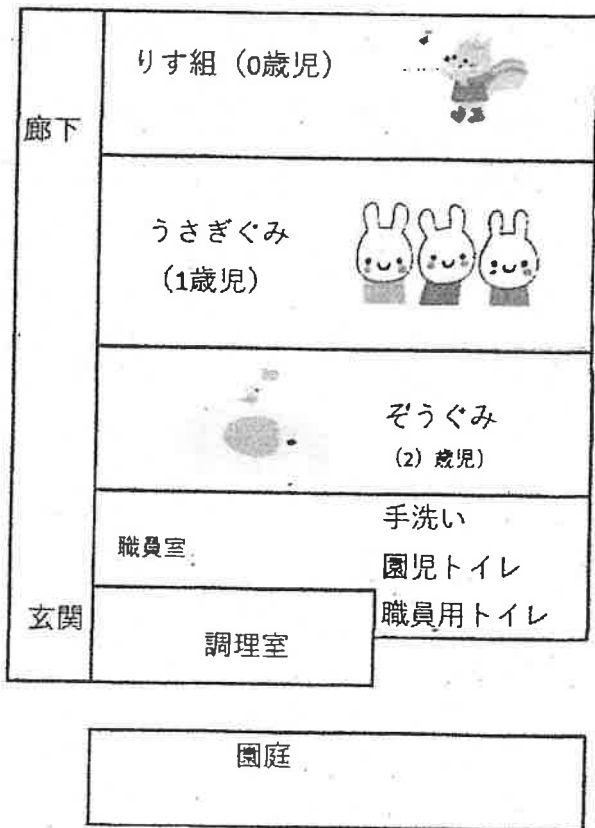 りす組（0歳児）
廊下
うさぎぐみ
（1歳児）
ぞうぐみ
（2）歳児）
職員室
手洗い
園児トイレ
職員用トイレ
玄関
調理室
園庭